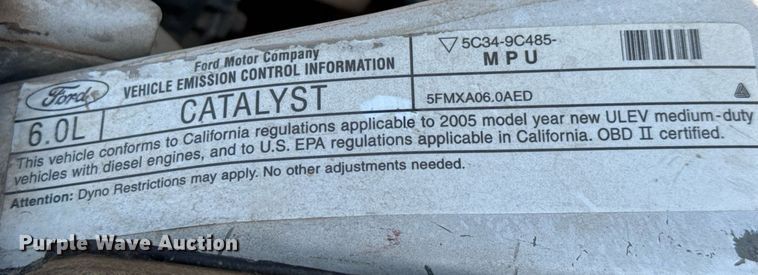 Ford Motor Company
VEHICLE EMISSION CONTROL INFORMATION
Ford
5C34-9C485-
MPU
6.0L
CATALYST
5FMXA06.0AED
This vehicle conforms to California regulations applicable to 2005 model year new ULEV medium-duty
vehicles with diesel engines, and to U.S. EPA regulations applicable in California. OBD II certified.
Attention: Dyno Restrictions may apply. No other adjustments needed.
Purple Wave Auction